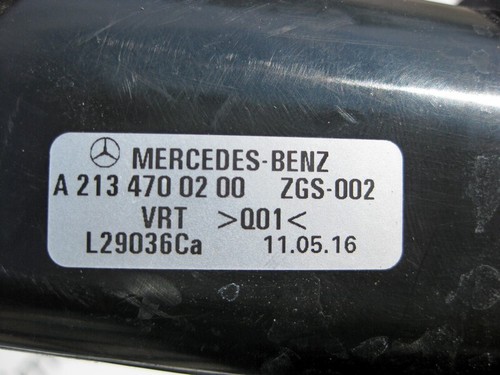 MERCEDES-BENZ
A 213 470 02 00 ZGS-002
VRT >Q01<
L29036Ca 11.05.16